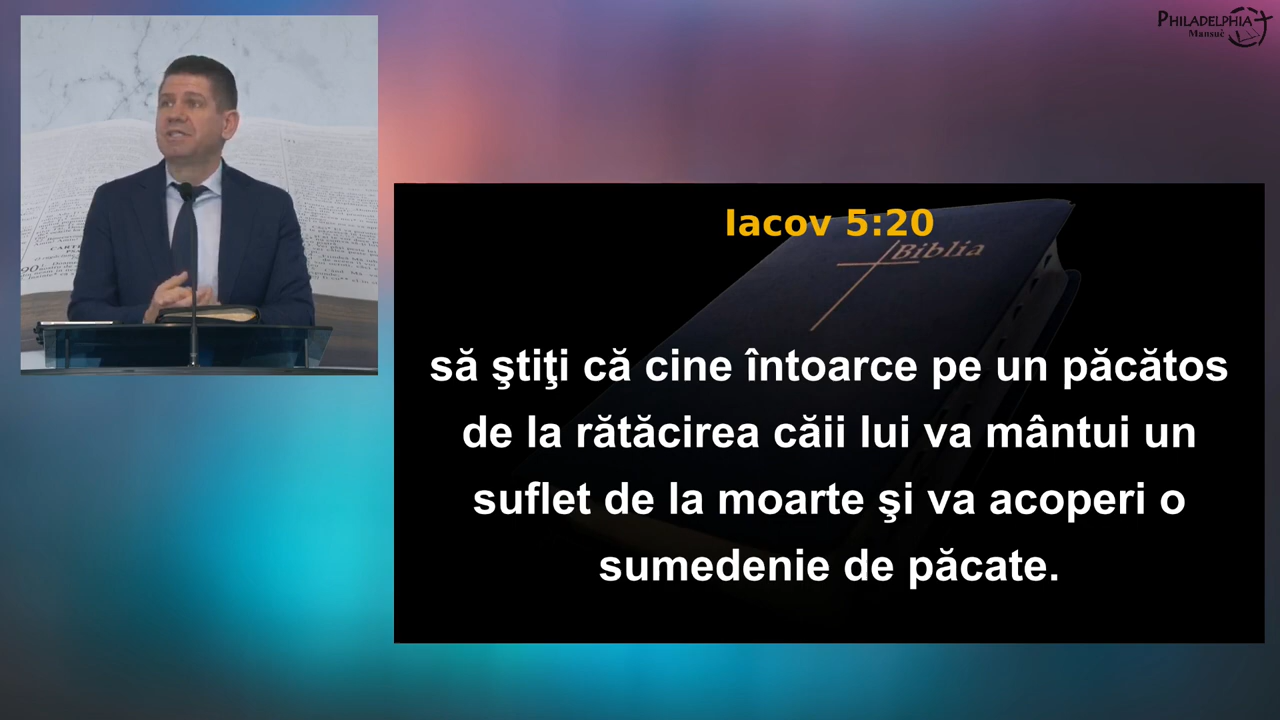 PHILADELPHIA
Mansuè
Iacov 5:20
Biblia
să ştiţi că cine întoarce pe un păcătos
de la rătăcirea căii lui va mântui un
suflet de la moarte şi va acoperi o
sumedenie de păcate.